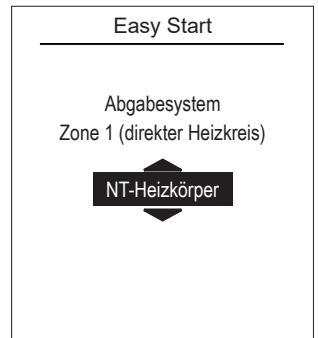 Easy Start
Abgabesystem
Zone 1 (direkter Heizkreis)
NT-Heizkörper